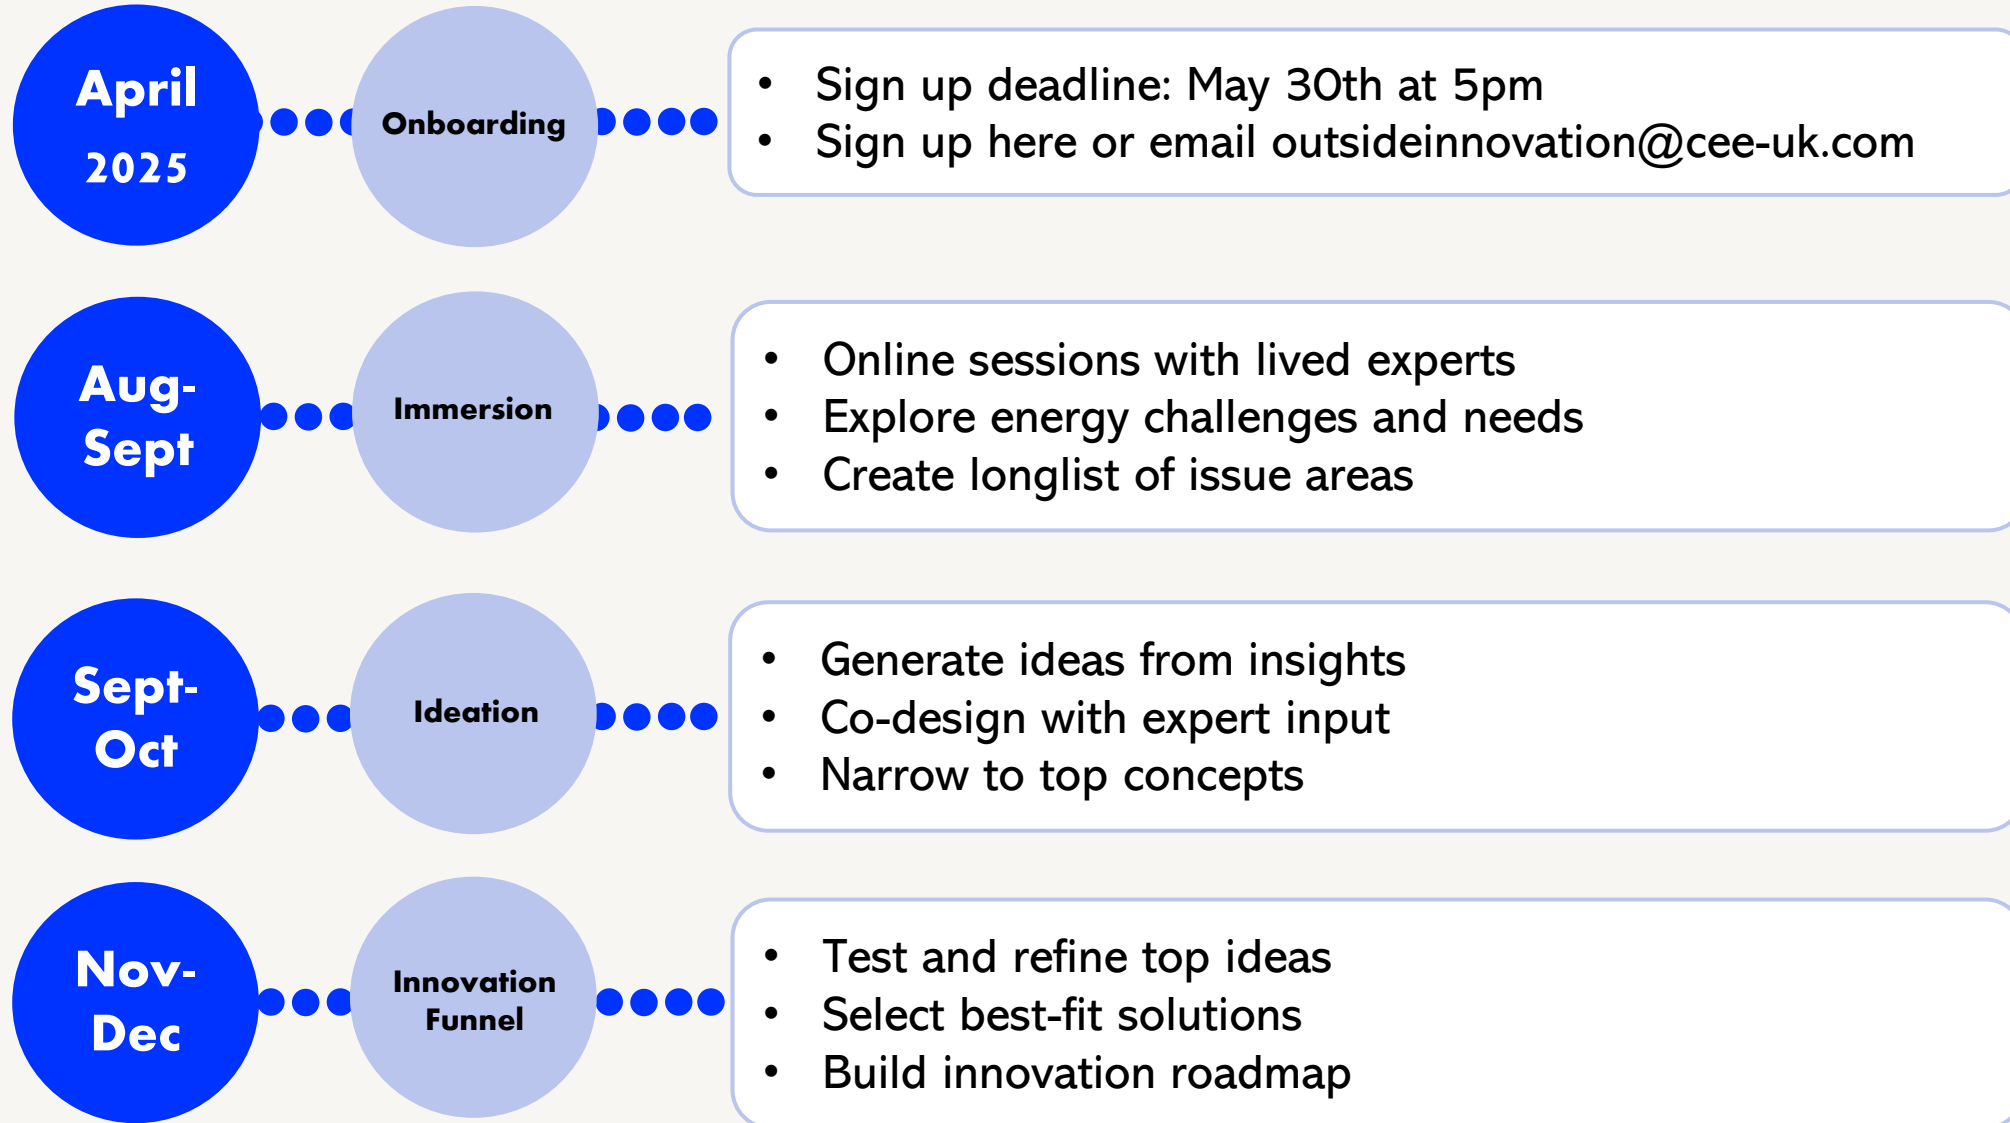 April
2025
Onboarding
• Sign up deadline: May 30th at 5pm
• Sign up here or email outsideinnovation@cee-uk.com
Aug-
Sept
Immersion
• Online sessions with lived experts
• Explore energy challenges and needs
• Create longlist of issue areas
Sept-
Oct
Ideation
• Generate ideas from insights
• Co-design with expert input
• Narrow to top concepts
Nov-
Dec
Innovation
Funnel
• Test and refine top ideas
• Select best-fit solutions
• Build innovation roadmap